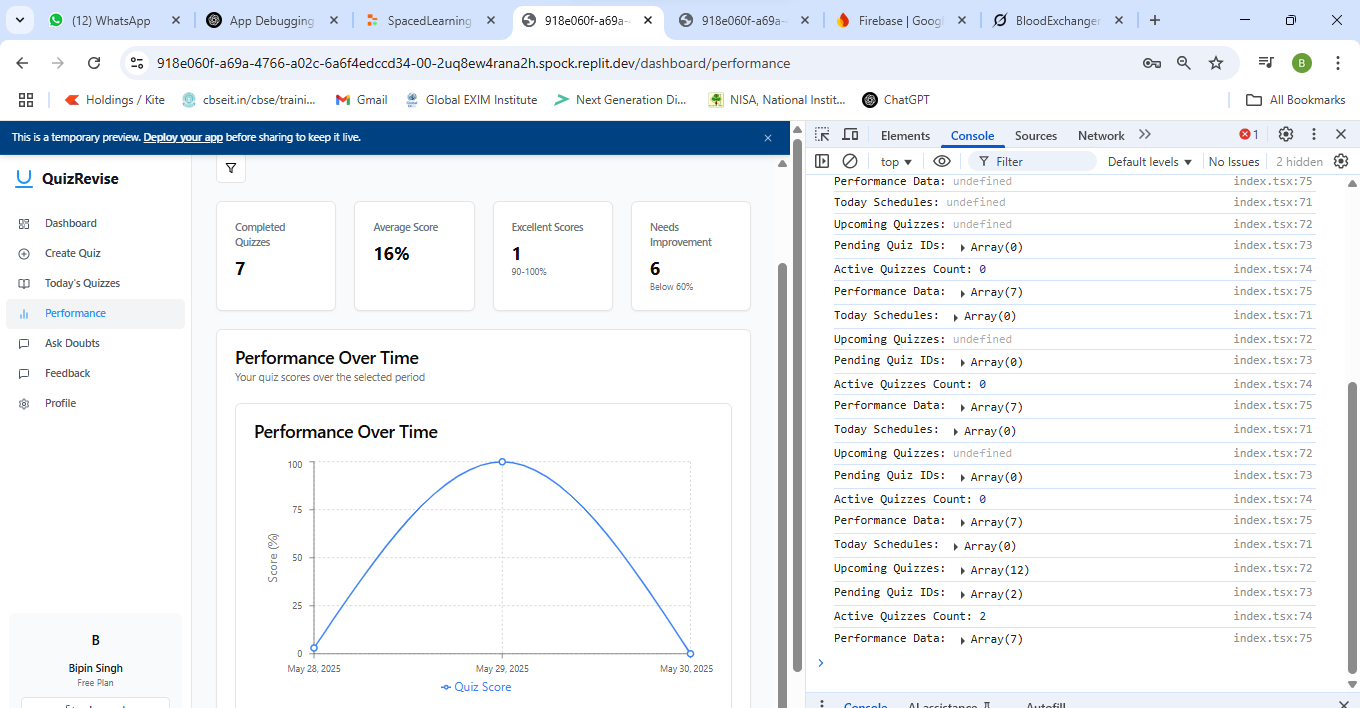 (12) WhatsApp
App Debugging
SpacedLearning
918e060f-a69a-
918e060f-a69a-
Firebase | Goog
BloodExchanger
918e060f-a69a-4766-a02c-6a6f4edccd34-00-2uq8ew4rana2h.spock.replit.dev/dashboard/performance
B
Holdings / Kite
cbseit.in/cbse/traini...
Gmail
Global EXIM Institute
Next Generation Di...
NISA, National Instit...
ChatGPT
All Bookmarks
This is a temporary preview. Deploy your app before sharing to keep it live.
QuizRevise
Dashboard
Create Quiz
Today's Quizzes
Performance
Ask Doubts
Feedback
Profile
B
Bipin Singh
Free Plan
Completed Quizzes
7
Average Score
16%
Excellent Scores
1
90-100%
Needs Improvement
6
Below 60%
Performance Over Time
Your quiz scores over the selected period
Performance Over Time
100
75
50
25
0
Score (%)
May 28, 2025
May 29, 2025
May 30, 2025
Quiz Score
Elements
Console
Sources
Network
1
top
Filter
Default levels
No Issues
2 hidden
Performance Data: undefined index.tsx:75
Today Schedules: undefined index.tsx:71
Upcoming Quizzes: undefined index.tsx:72
Pending Quiz IDs: Array(0) index.tsx:73
Active Quizzes Count: 0 index.tsx:74
Performance Data: Array(7) index.tsx:75
Today Schedules: Array(0) index.tsx:71
Upcoming Quizzes: undefined index.tsx:72
Pending Quiz IDs: Array(0) index.tsx:73
Active Quizzes Count: 0 index.tsx:74
Performance Data: Array(7) index.tsx:75
Today Schedules: Array(0) index.tsx:71
Upcoming Quizzes: undefined index.tsx:72
Pending Quiz IDs: Array(0) index.tsx:73
Active Quizzes Count: 0 index.tsx:74
Performance Data: Array(7) index.tsx:75
Today Schedules: Array(0) index.tsx:71
Upcoming Quizzes: Array(12) index.tsx:72
Pending Quiz IDs: Array(2) index.tsx:73
Active Quizzes Count: 2 index.tsx:74
Performance Data: Array(7) index.tsx:75
Console
AI assistance
Autofill